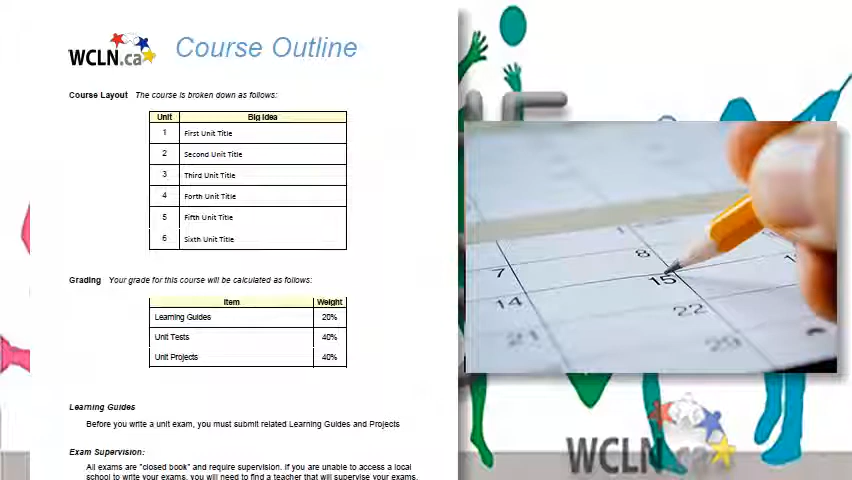 WCLN.ca
Course Outline
Course Layout The course is broken down as follows:
Unit Big Idea
1 First Unit Title
2 Second Unit Title
3 Third Unit Title
4 Forth Unit Title
5 Fifth Unit Title
6 Sixth Unit Title
Grading Your grade for this course will be calculated as follows:
Item Weight
Learning Guides 20%
Unit Tests 40%
Unit Projects 40%
Learning Guides
Before you write a unit exam, you must submit related Learning Guides and Projects
Exam Supervision:
All exams are "closed book" and require supervision. If you are unable to access a local
school to write your exams, you will need to find a teacher that will supervise your exams.
1
7 8
14 15
21 22
29
WCLN.ca